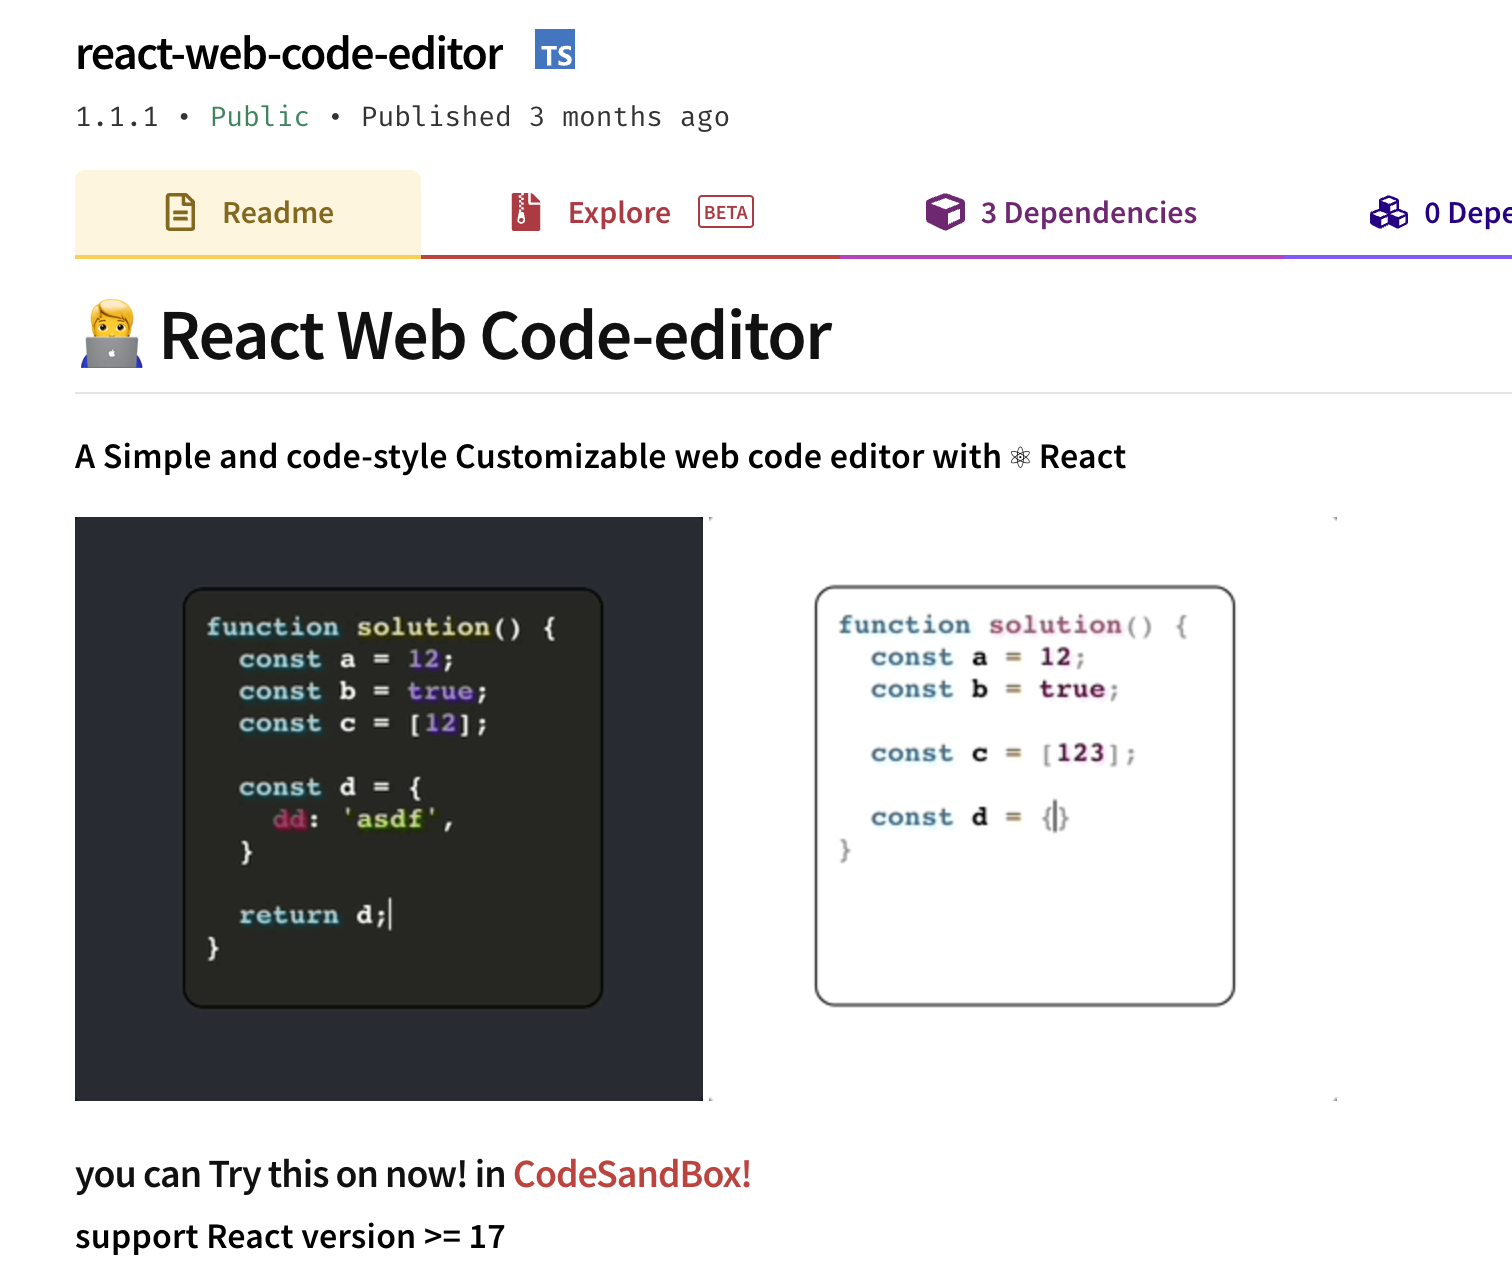 react-web-code-editor TS
1.1.1 • Public • Published 3 months ago
Readme Explore BETA 3 Dependencies 0 Depe
React Web Code-editor
A Simple and code-style Customizable web code editor with ⚛ React
function solution() {
  const a = 12;
  const b = true;
  const c = [12];
  const d = {
    dd: 'asdf',
  }
  return d;
}
function solution() {
  const a = 12;
  const b = true;
  const c = [123];
  const d = {}
}
you can Try this on now! in CodeSandBox!
support React version >= 17